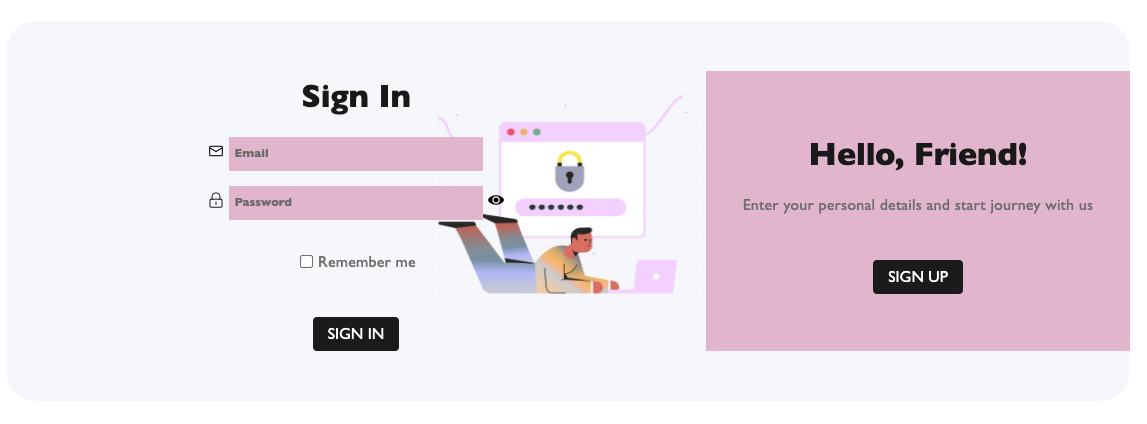 Sign In
Email
Password
Remember me
SIGN IN
Hello, Friend!
Enter your personal details and start journey with us
SIGN UP